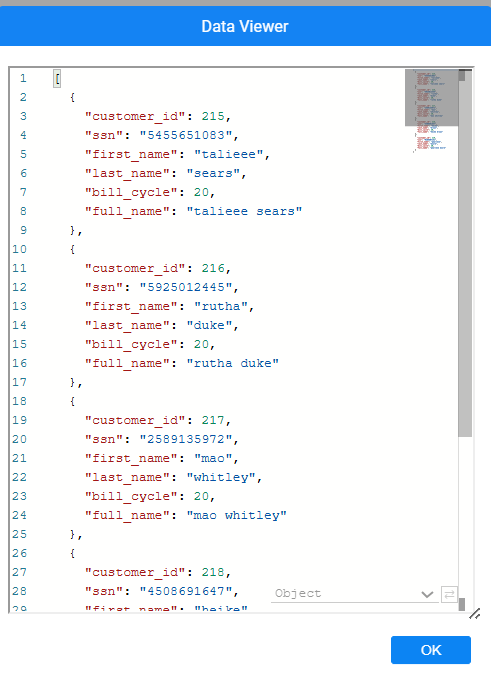 Data Viewer
1 [
2 {
3 "customer_id": 215,
4 "ssn": "5455651083",
5 "first_name": "talieee",
6 "last_name": "sears",
7 "bill_cycle": 20,
8 "full_name": "talieee sears"
9 },
10 {
11 "customer_id": 216,
12 "ssn": "5925012445",
13 "first_name": "rutha",
14 "last_name": "duke",
15 "bill_cycle": 20,
16 "full_name": "rutha duke"
17 },
18 {
19 "customer_id": 217,
20 "ssn": "2589135972",
21 "first_name": "mao",
22 "last_name": "whitley",
23 "bill_cycle": 20,
24 "full_name": "mao whitley"
25 },
26 {
27 "customer_id": 218,
28 "ssn": "4508691647",
29 "first_name": "heike"
Object
OK